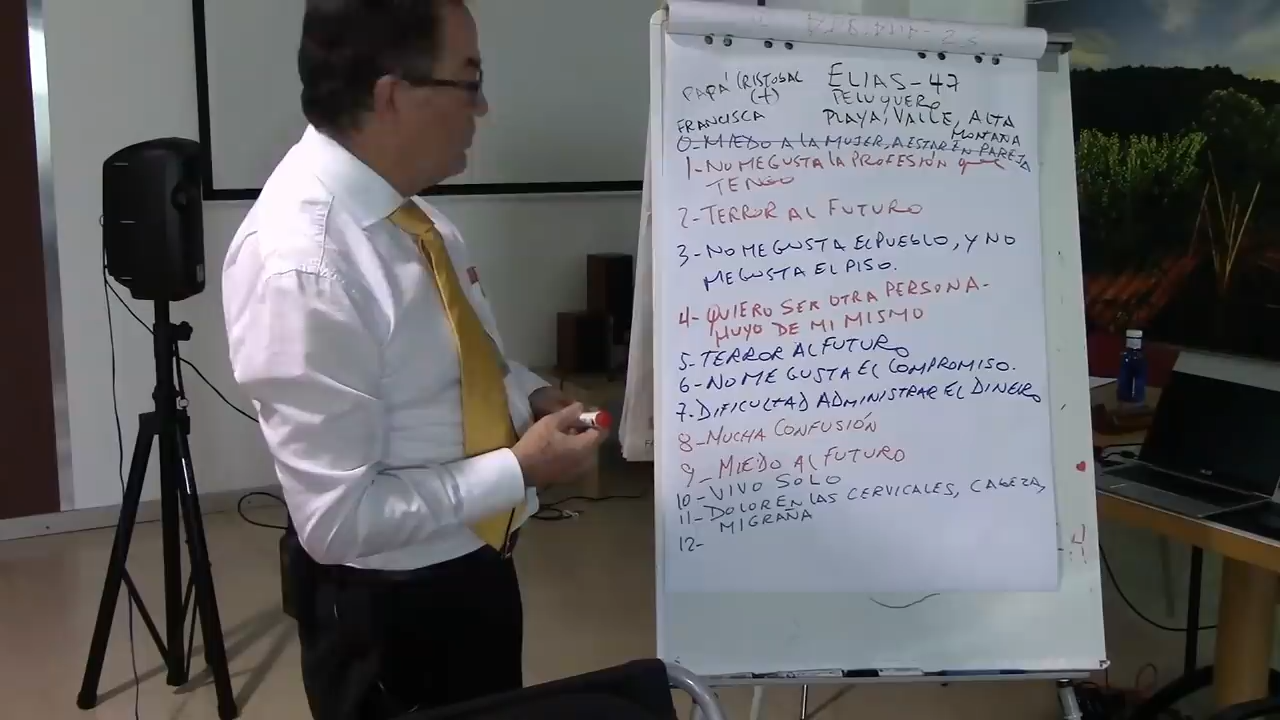 PAPÁ CRISTOBAL
(+)
FRANCISCA
ELIAS-47
PELUQUERO
PLAYA, VALLE, ALTA
MONTAÑA
0-MIEDO A LA MUJER, A ESTAR EN PAREJA
1-NO ME GUSTA LA PROFESIÓN QUE
TENGO
2-TERROR AL FUTURO
3-NO ME GUSTA EL PUEBLO, Y NO
ME GUSTA EL PISO.
4-QUIERO SER OTRA PERSONA-
HUYO DE MI MISMO
5-TERROR AL FUTURO
6-NO ME GUSTA EL COMPROMISO.
7-DIFICULTAD ADMINISTRAR EL DINERO
8-MUCHA CONFUSIÓN
9-MIEDO AL FUTURO
10-VIVO SOLO
11-DOLOR EN LAS CERVICALES, CABEZA,
MIGRAÑA
12-